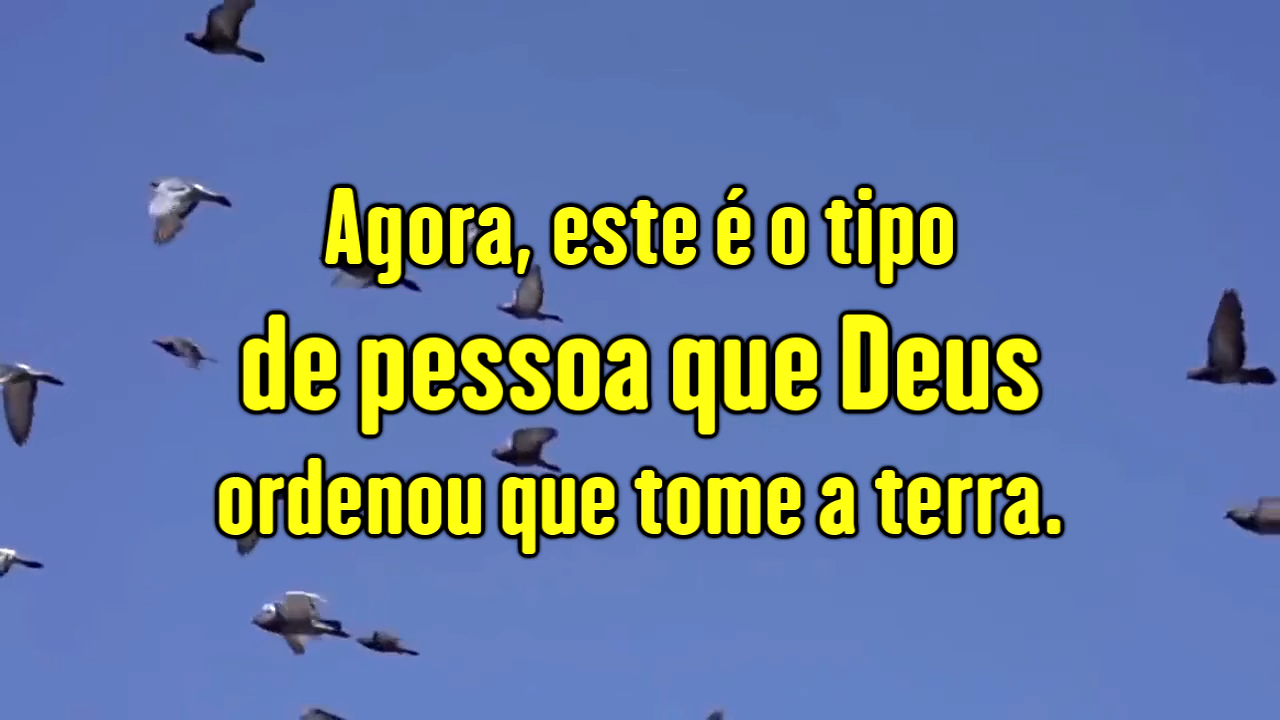 Agora, este é o tipo
de pessoa que Deus
ordenou que tome a terra.